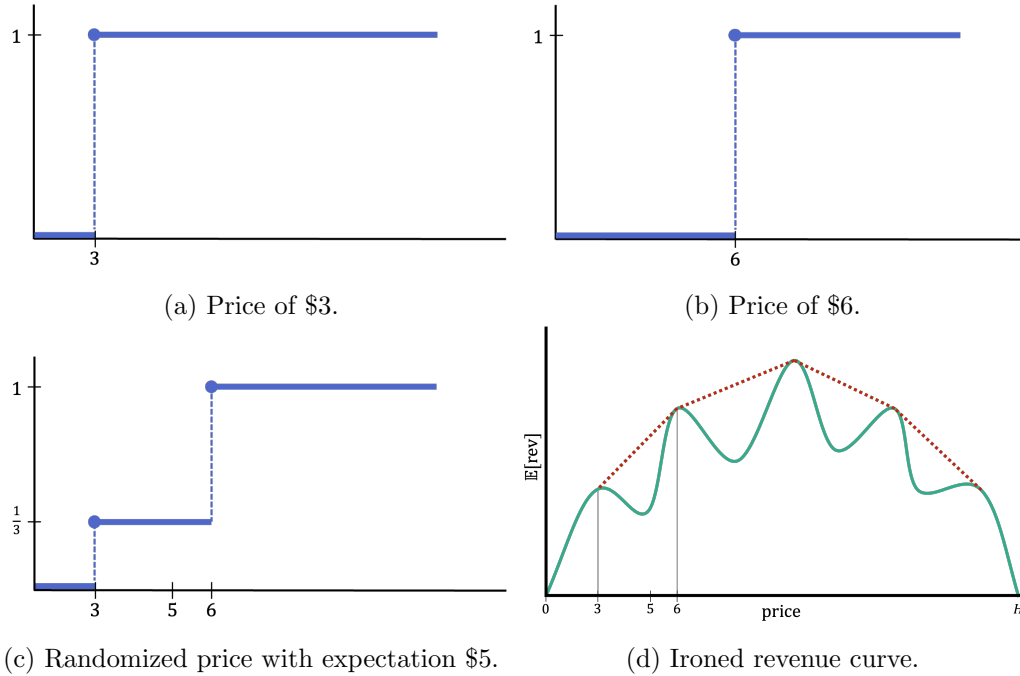 1
3
(a) Price of $3.
1
6
(b) Price of $6.
1
1/3
3 5 6
(c) Randomized price with expectation $5.
𝔼[rev]
0 3 5 6 price H
(d) Ironed revenue curve.